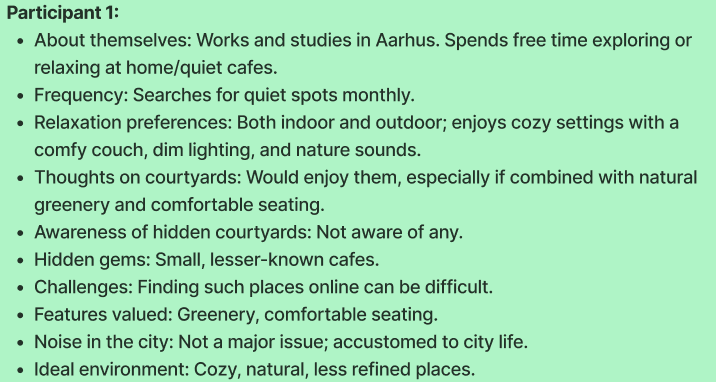 Participant 1:
• About themselves: Works and studies in Aarhus. Spends free time exploring or
relaxing at home/quiet cafes.
• Frequency: Searches for quiet spots monthly.
• Relaxation preferences: Both indoor and outdoor; enjoys cozy settings with a
comfy couch, dim lighting, and nature sounds.
• Thoughts on courtyards: Would enjoy them, especially if combined with natural
greenery and comfortable seating.
• Awareness of hidden courtyards: Not aware of any.
• Hidden gems: Small, lesser-known cafes.
• Challenges: Finding such places online can be difficult.
• Features valued: Greenery, comfortable seating.
• Noise in the city: Not a major issue; accustomed to city life.
• Ideal environment: Cozy, natural, less refined places.